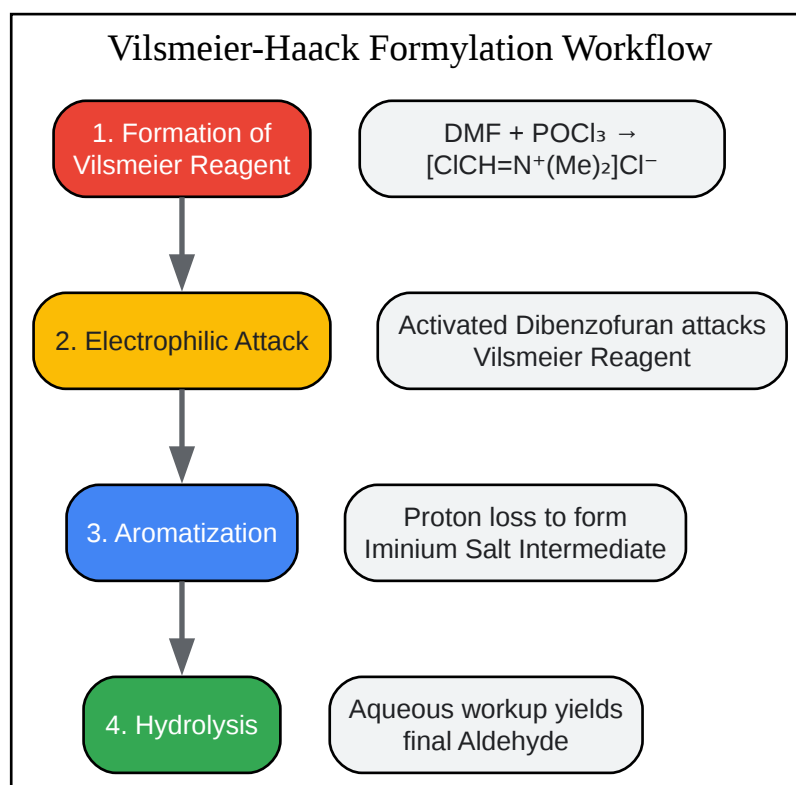 Vilsmeier-Haack Formylation Workflow
1. Formation of
Vilsmeier Reagent
DMF + POCl₃ →
[ClCH=N⁺(Me)₂]Cl⁻
2. Electrophilic Attack
Activated Dibenzofuran attacks
Vilsmeier Reagent
3. Aromatization
Proton loss to form
Iminium Salt Intermediate
4. Hydrolysis
Aqueous workup yields
final Aldehyde